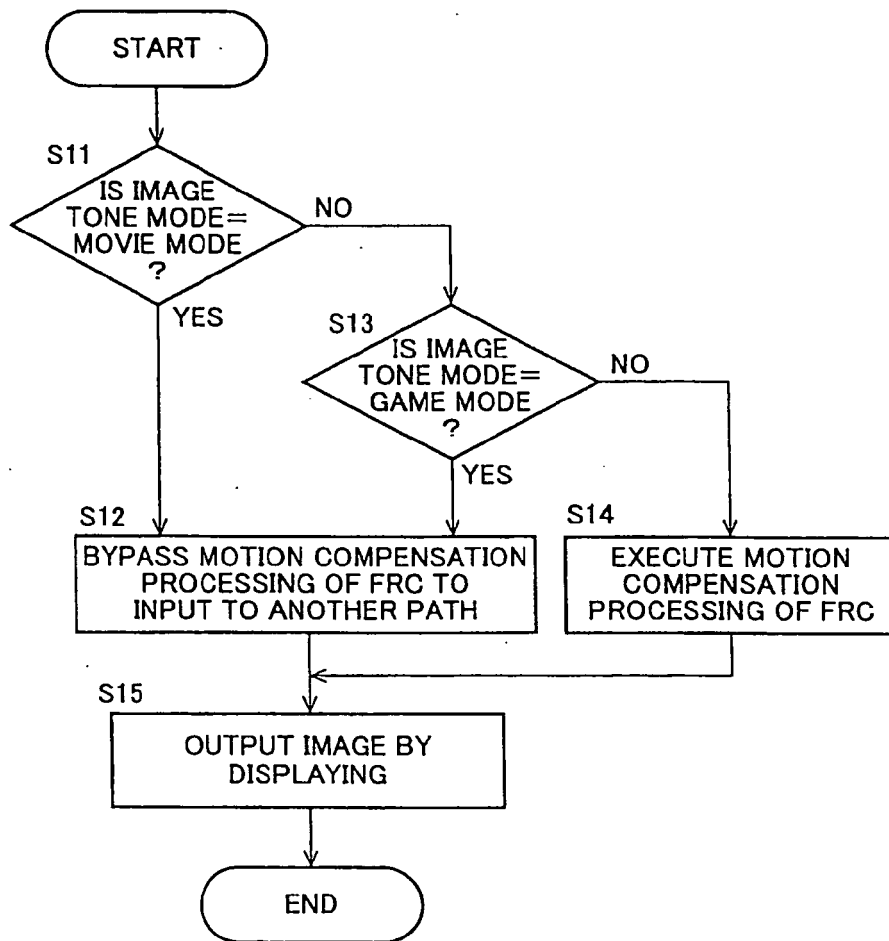 START
S11
IS IMAGE
TONE MODE=
MOVIE MODE
?
NO
YES
S13
IS IMAGE
TONE MODE=
GAME MODE
?
NO
YES
S12
BYPASS MOTION COMPENSATION
PROCESSING OF FRC TO
INPUT TO ANOTHER PATH
S14
EXECUTE MOTION
COMPENSATION
PROCESSING OF FRC
S15
OUTPUT IMAGE BY
DISPLAYING
END